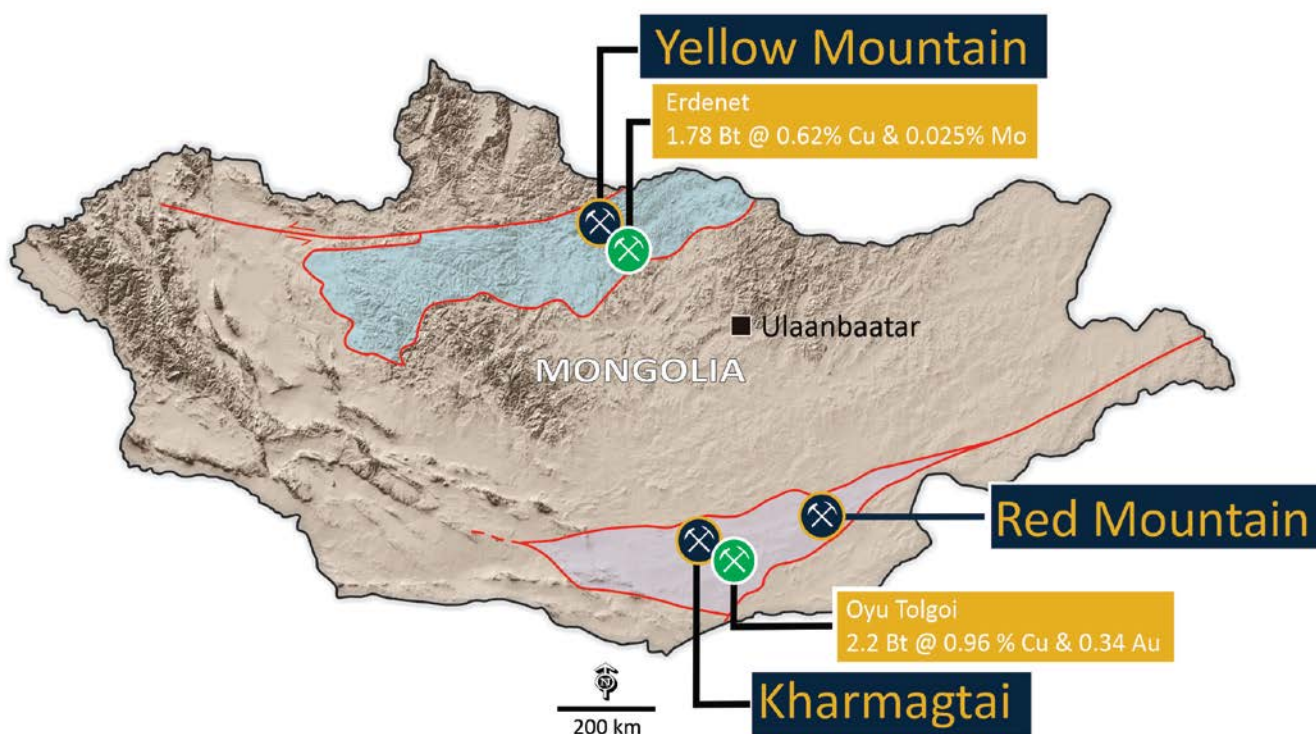 Yellow Mountain
Erdenet
1.78 Bt @ 0.62% Cu & 0.025% Mo
Ulaanbaatar
MONGOLIA
Red Mountain
Oyu Tolgoi
2.2 Bt @ 0.96 % Cu & 0.34 Au
Kharmagtai
N
200 km